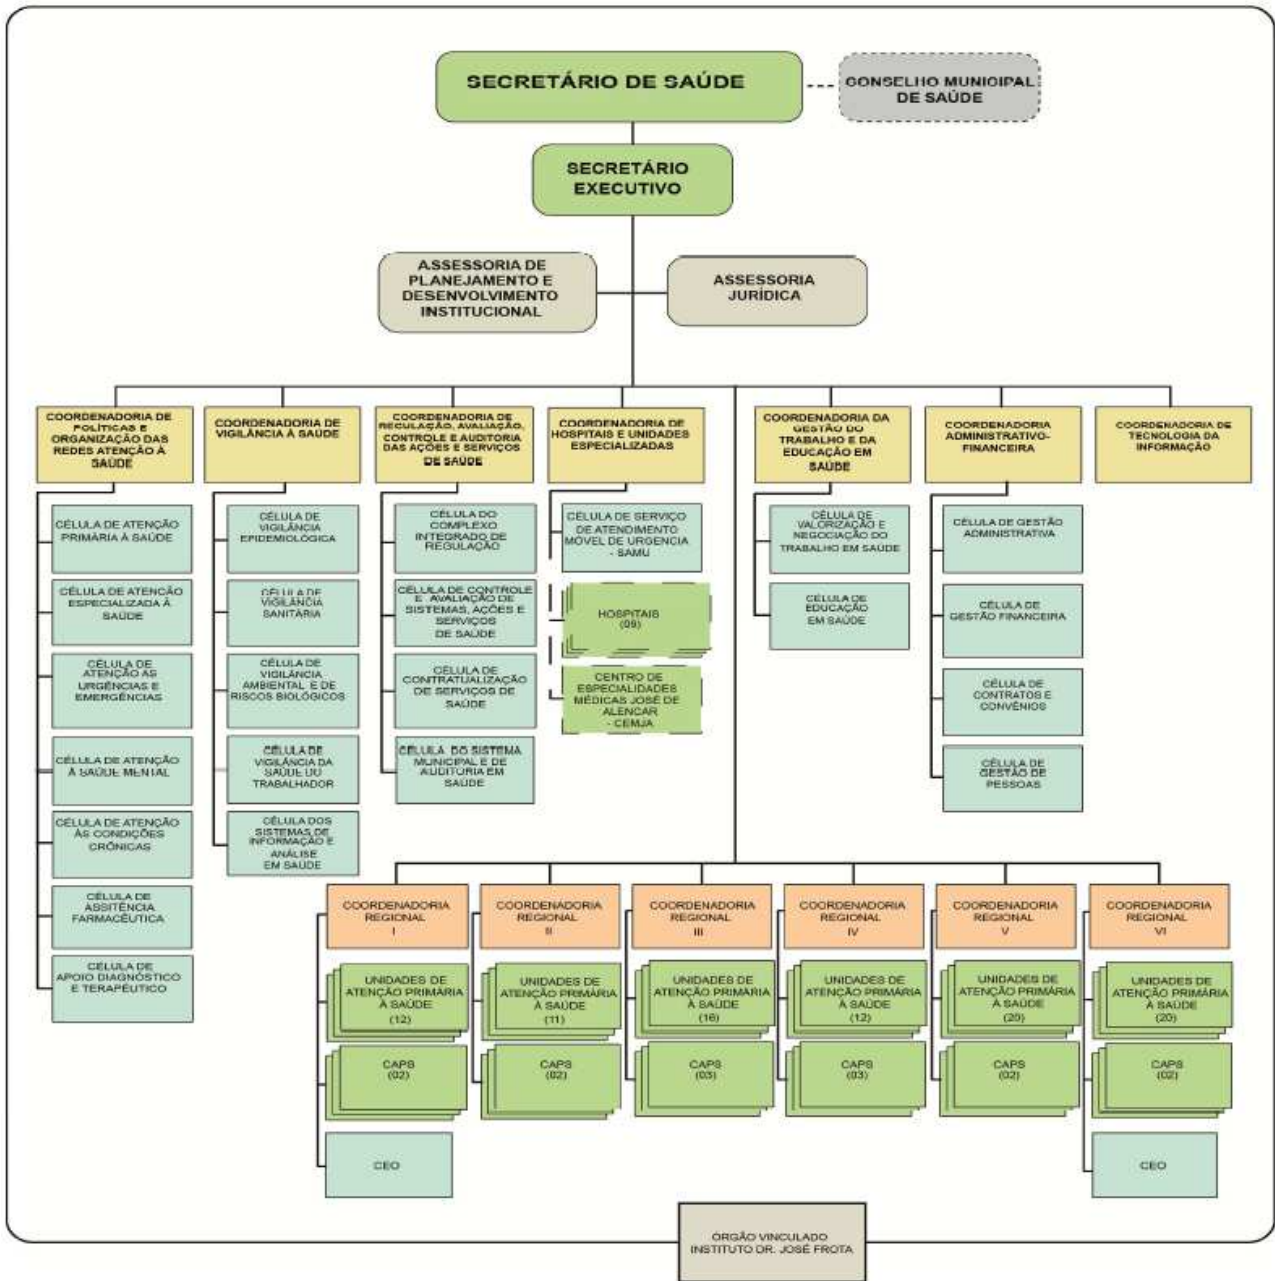 SECRETÁRIO DE SAÚDE
CONSELHO MUNICIPAL
DE SAÚDE
SECRETÁRIO
EXECUTIVO
ASSESSORIA DE
PLANEJAMENTO E
DESENVOLVIMENTO
INSTITUCIONAL
ASSESSORIA
JURÍDICA
COORDENADORIA DE
POLÍTICAS E
ORGANIZAÇÃO DAS
REDES ATENÇÃO À
SAÚDE
CÉLULA DE ATENÇÃO
PRIMÁRIA À SAÚDE
CÉLULA DE ATENCÃO
ESPECIALIZADA À
SAÚDE
CÉLULA DE
ATENÇÃO AS
URGÊNCIAS E
EMERGÊNCIAS
CÉLULA DE ATENÇÃO
À SAÚDE MENTAL
CÉLULA DE ATENÇÃO
ÀS CONDIÇÕES
CRÔNICAS
CÉLULA DE
ASSITÊNCIA
FARMACÊUTICA
CÉLULA DE
APOIO DIAGNÓSTICO
E TERAPÉUTICO
COORDENADORIA DE
VIGILÂNCIA À SAÚDE
CÉLULA DE
VIGILÂNCIA
EPIDEMIOLÓGICA
CÉLULA DE
VIGILÂNCIA
SANITÁRIA
CÉLULA DE
VIGILÂNCIA
AMBIENTAL E DE
RISCOS BIOLÓGICOS
CÉLULA DE
VIGILÂNCIA DA
SAÚDE DO
TRABALHADOR
CÉLULA DOS
SISTEMAS DE
INFORMAÇÃO E
ANÁLISE
EM SAÚDE
COORDENADORIA DE
REGULAÇÃO, AVALIAÇÃO,
CONTROLE E AUDITORIA
DAS AÇÕES E SERVIÇOS
DE SAÚDE
CÉLULA DO
COMPLEXO
INTEGRADO DE
REGULAÇÃO
CÉLULA DE CONTROLE
E AVALIAÇÃO DE
SISTEMAS, AÇÕES E
SERVIÇOS
DE SAÚDE
CÉLULA DE
CONTRATUALIZAÇÃO
DE SERVIÇOS DE
SAÚDE
CÉLULA DO SISTEMA
MUNICIPAL E DE
AUDITORIA EM
SAÚDE
COORDENADORIA DE
HOSPITAIS E UNIDADES
ESPECIALIZADAS
CÉLULA DE SERVIÇO
DE ATENDIMENTO
MÓVEL DE URGENCIA
- SAMU
HOSPITAIS
(09)
CENTRO DE
ESPECIALIDADES
MÉDICAS JOSÉ DE
ALENCAR
- CEMJA
COORDENADORIA DA
GESTÃO DO
TRABALHO E DA
EDUCAÇÃO EM
SAÚDE
CÉLULA DE
VALORIZAÇÃO E
NEGOCIAÇÃO DO
TRABALHO EM SAÚDE
CÉLULA DE
EDUCAÇÃO
EM SAÚDE
COORDENADORIA
ADMINISTRATIVO-
FINANCEIRA
CÉLULA DE GESTÃO
ADMINISTRATIVA
CÉLULA DE
GESTÃO FINANCEIRA
CÉLULA DE
CONTRATOS E
CONVÊNIOS
CÉLULA DE
GESTÃO DE
PESSOAS
COORDENADORIA DE
TECNOLOGIA DA
INFORMAÇÃO
COORDENADORIA
REGIONAL
I
UNIDADES DE
ATENÇÃO PRIMÁRIA
À SAÚDE
(12)
CAPS
(02)
CEO
COORDENADORIA
REGIONAL
II
UNIDADES DE
ATENÇÃO PRIMÁRIA
À SAÚDE
(11)
CAPS
(02)
COORDENADORIA
REGIONAL
III
UNIDADES DE
ATENÇÃO PRIMÁRIA
À SAÚDE
(16)
CAPS
(03)
COORDENADORIA
REGIONAL
IV
UNIDADES DE
ATENÇÃO PRIMÁRIA
À SAÚDE
(12)
CAPS
(03)
COORDENADORIA
REGIONAL
V
UNIDADES DE
ATENÇÃO PRIMÁRIA
À SAÚDE
(20)
CAPS
(02)
COORDENADORIA
REGIONAL
VI
UNIDADES DE
ATENÇÃO PRIMÁRIA
À SAÚDE
(20)
CAPS
(02)
CEO
ÓRGÃO VINCULADO
INSTITUTO DR. JOSÉ FROTA